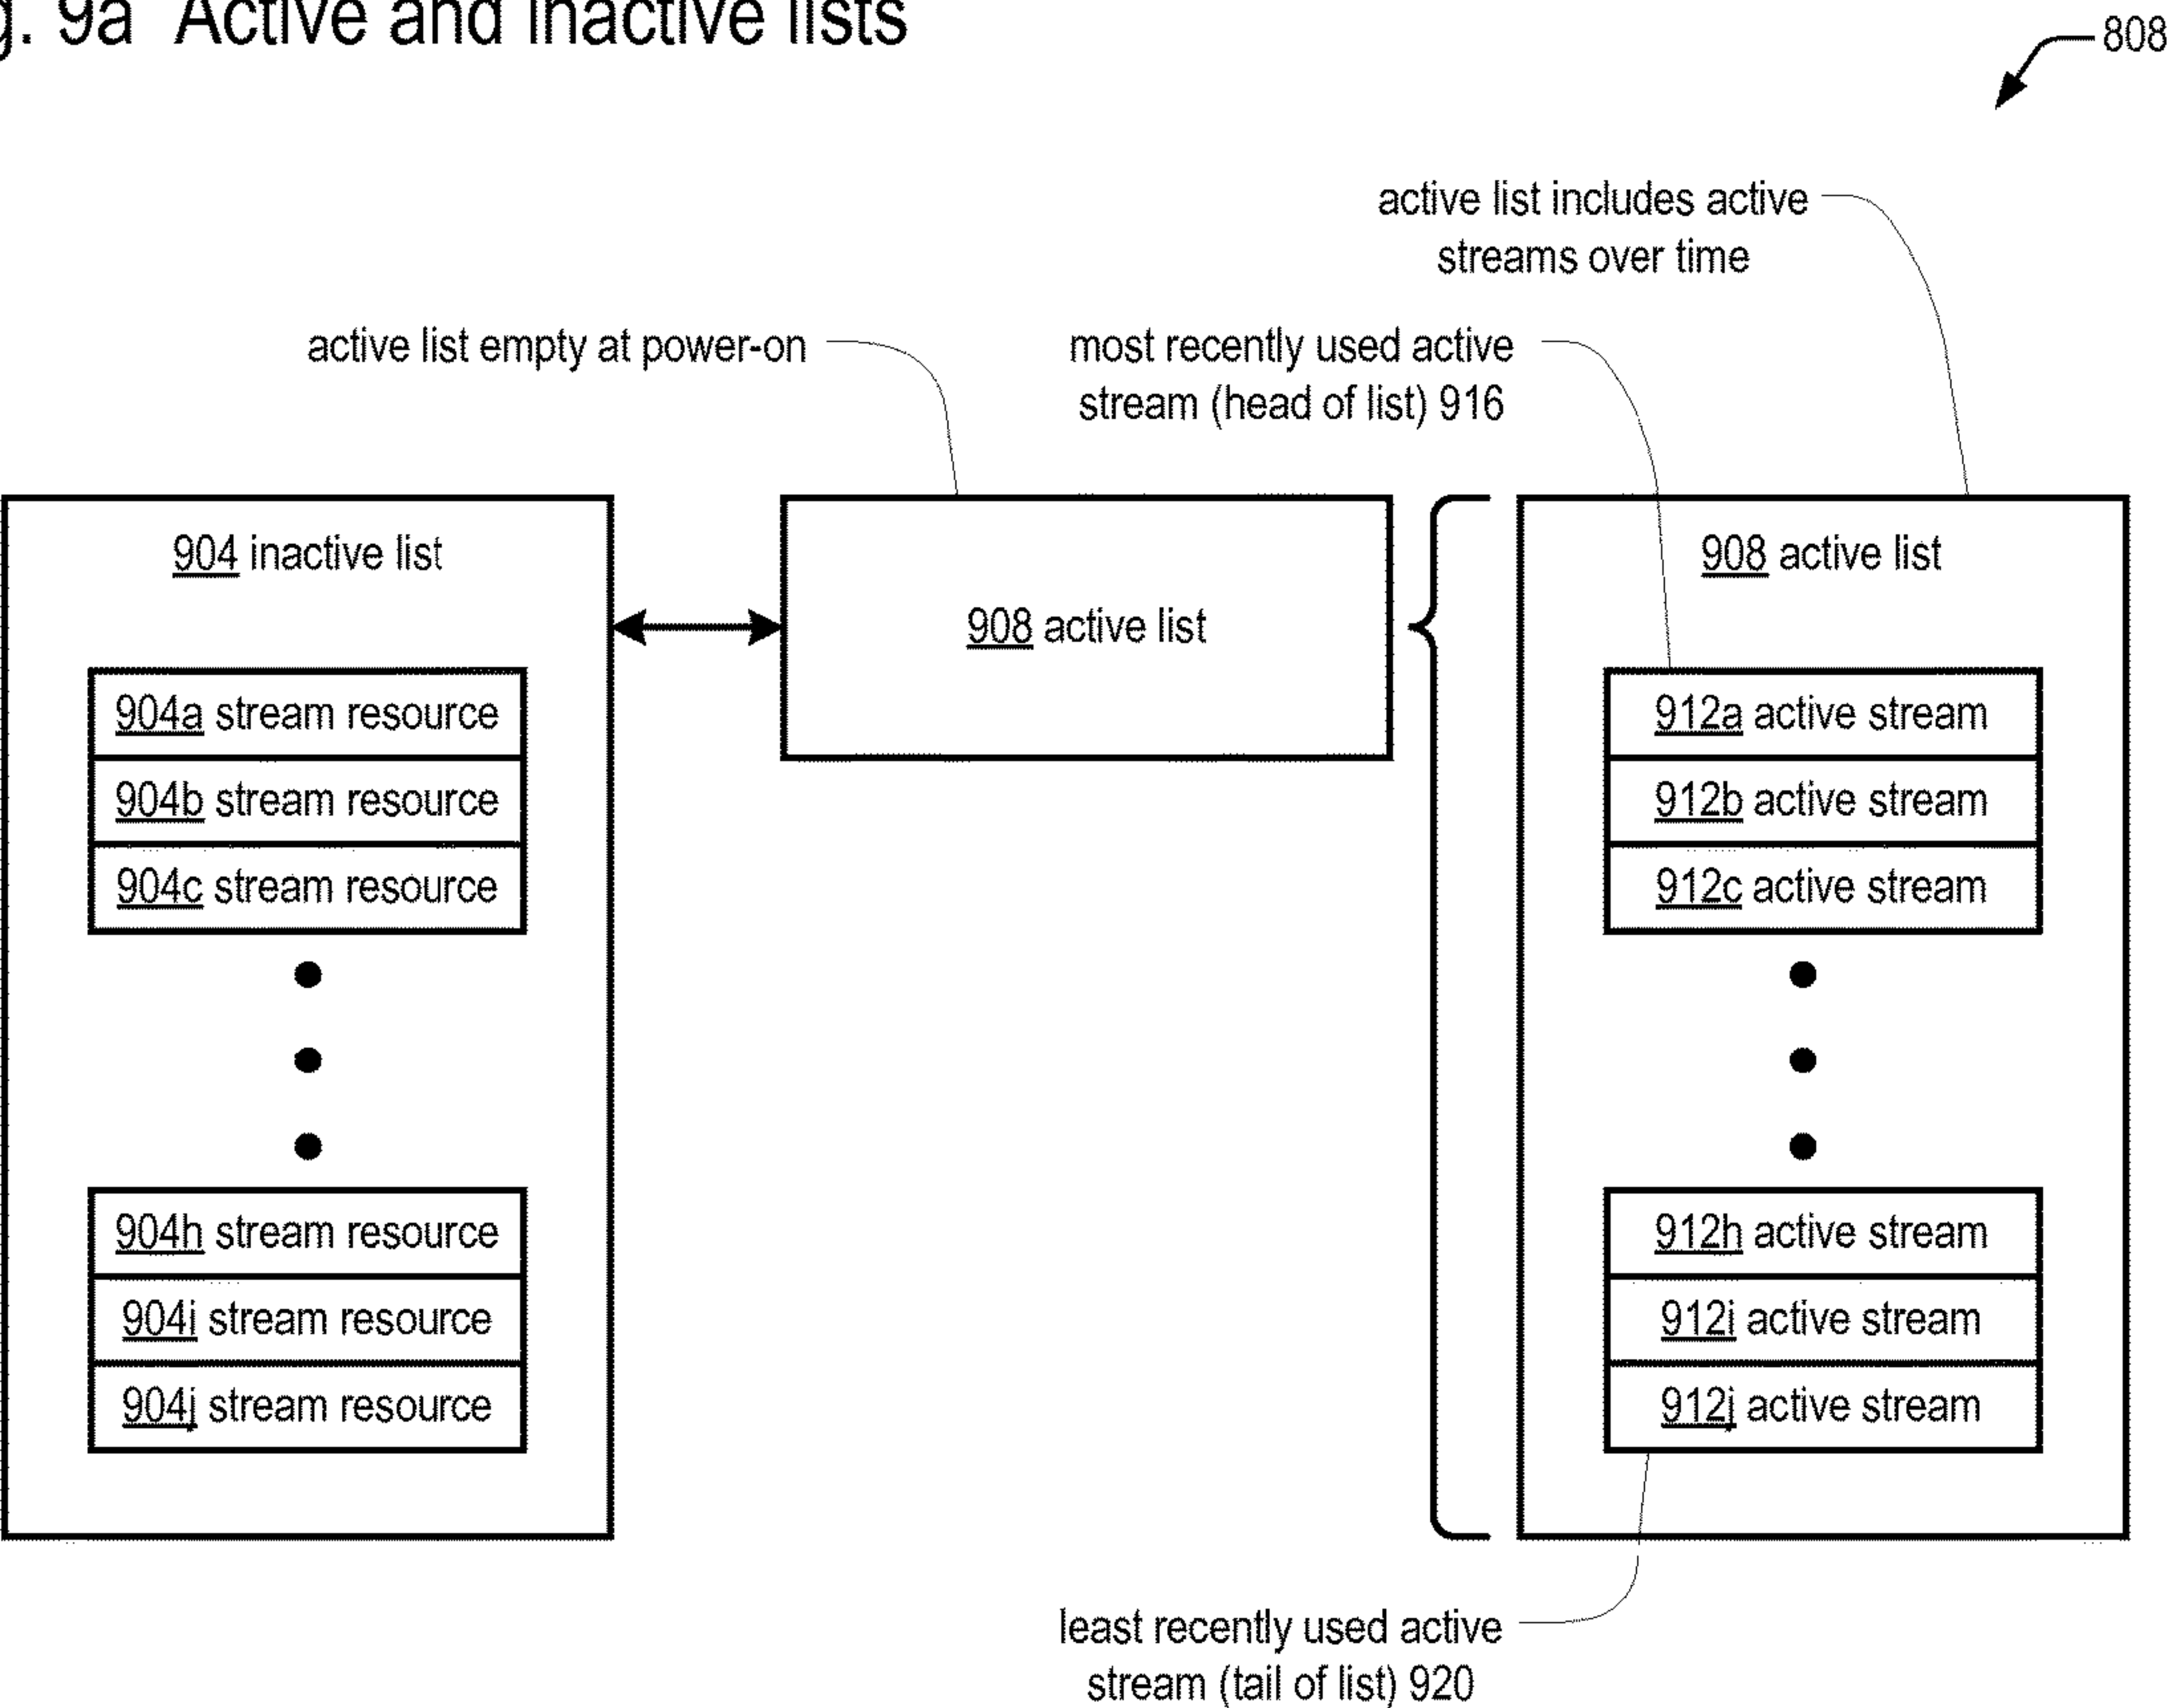 g. 9a Active and inactive lists
808
active list includes active
streams over time
active list empty at power-on
most recently used active
stream (head of list) 916
904 inactive list
904a stream resource
904b stream resource
904c stream resource
904h stream resource
904i stream resource
904j stream resource
908 active list
908 active list
912a active stream
912b active stream
912c active stream
912h active stream
912i active stream
912j active stream
least recently used active
stream (tail of list) 920